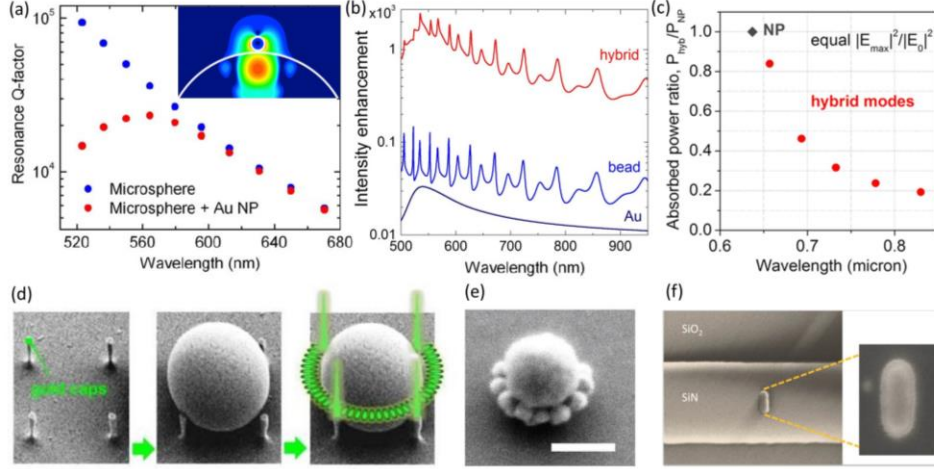 (a)
10^5
10^4
Resonance Q-factor
Microsphere
Microsphere + Au NP
520 560 600 640 680
Wavelength (nm)
(b)
x10^3
1
0.1
0.01
Intensity enhancement
hybrid
bead
Au
500 600 700 800 900
Wavelength (nm)
(c)
Absorbed power ratio, P_hyb/P_NP
1.0
0.8
0.6
0.4
0.2
0.0
NP
equal |E_max|^2/|E_0|^2
hybrid modes
0.6 0.7 0.8
Wavelength (micron)
(d)
gold caps
(e)
(f)
SiO_2
SiN